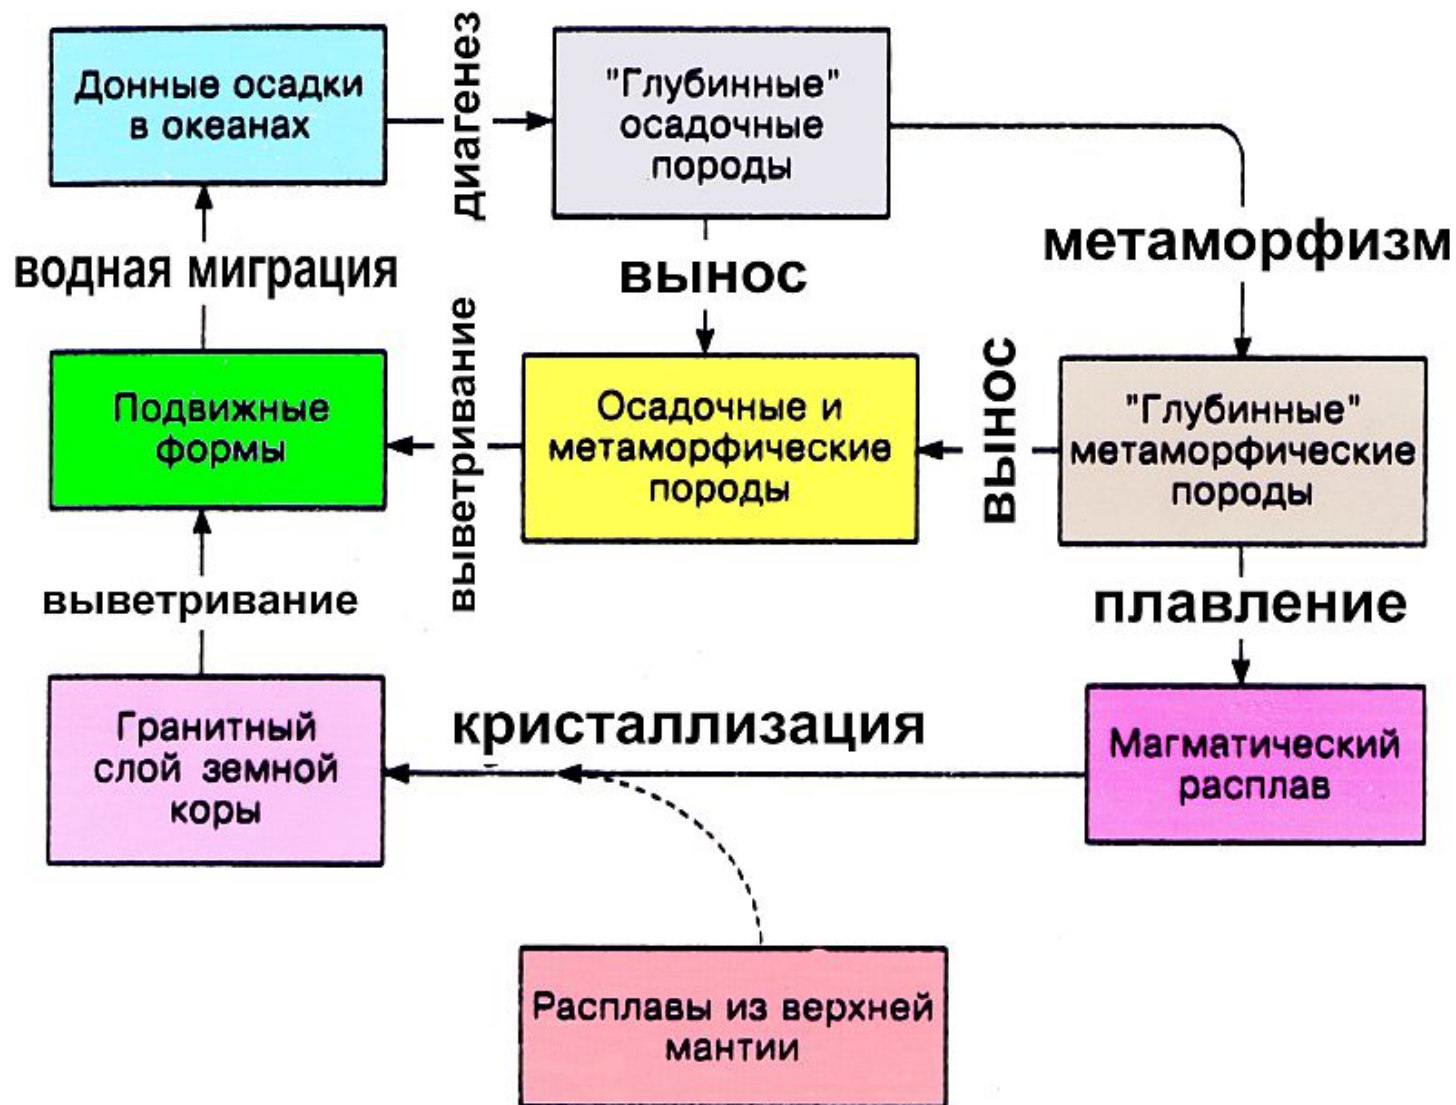 Донные осадки
в океанах
диагенез
"Глубинные"
осадочные
породы
метаморфизм
водная миграция
вынос
Подвижные
формы
выветривание
Осадочные и
метаморфические
породы
вынос
"Глубинные"
метаморфические
породы
выветривание
плавление
Гранитный
слой земной
коры
кристаллизация
Магматический
расплав
Расплавы из верхней
мантии